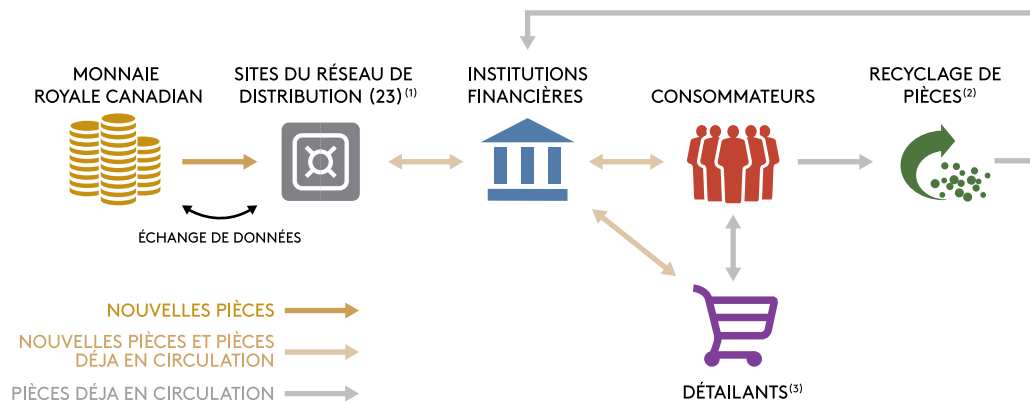 MONNAIE
ROYALE CANADIAN
SITES DU RÉSEAU DE
DISTRIBUTION (23)(1)
INSTITUTIONS
FINANCIÈRES
CONSOMMATEURS
RECYCLAGE DE
PIÈCES(2)
ÉCHANGE DE DONNÉES
NOUVELLES PIÈCES
NOUVELLES PIÈCES ET PIÈCES
DÉJA EN CIRCULATION
PIÈCES DÉJA EN CIRCULATION
DÉTAILANTS(3)